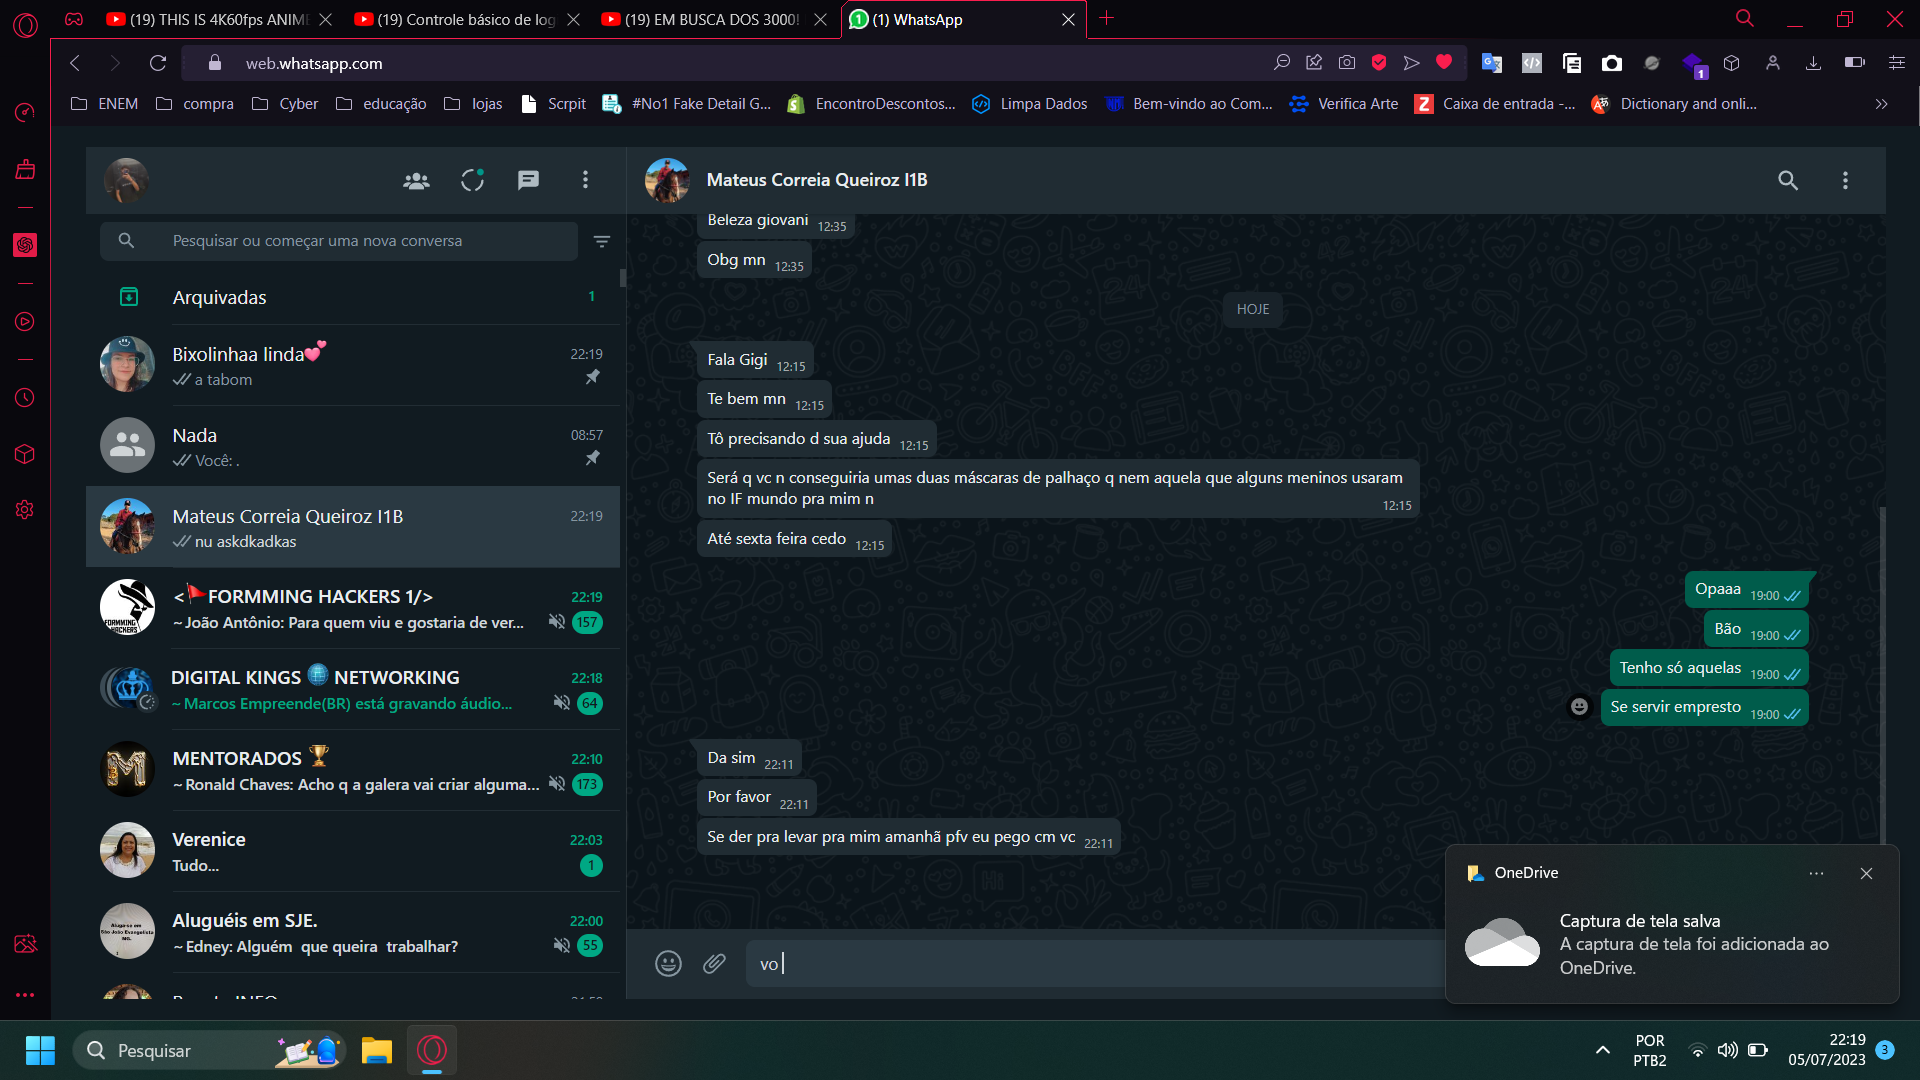 (19) THIS IS 4K60fps ANIME
(19) Controle básico de log
(19) EM BUSCA DOS 3000!
1
(1) WhatsApp
web.whatsapp.com
1
ENEM
compra
Cyber
educação
lojas
Scrpit
#No1 Fake Detail G...
EncontroDescontos...
Limpa Dados
Bem-vindo ao Com...
Verifica Arte
Caixa de entrada -...
Dictionary and onli...
Pesquisar ou começar uma nova conversa
Arquivadas
1
Bixolinhaa linda💕
22:19
a tabom
Nada
08:57
Você: .
Mateus Correia Queiroz I1B
22:19
nu askdkadkas
<🚩FORMMING HACKERS 1/>
22:19
~ João Antônio: Para quem viu e gostaria de ver...
157
DIGITAL KINGS 🌐 NETWORKING
22:18
~ Marcos Empreende(BR) está gravando áudio...
64
MENTORADOS 🏆
22:10
~ Ronald Chaves: Acho q a galera vai criar alguma...
173
Verenice
22:03
Tudo...
1
Aluguéis em SJE.
22:00
~ Edney: Alguém que queira trabalhar?
55
Mateus Correia Queiroz I1B
Beleza giovani 12:35
Obg mn 12:35
HOJE
Fala Gigi 12:15
Te bem mn 12:15
Tô precisando d sua ajuda 12:15
Será q vc n conseguiria umas duas máscaras de palhaço q nem aquela que alguns meninos usaram
no IF mundo pra mim n
12:15
Até sexta feira cedo 12:15
Opaaa 19:00
Bão 19:00
Tenho só aquelas 19:00
Se servir empresto 19:00
Da sim 22:11
Por favor 22:11
Se der pra levar pra mim amanhã pfv eu pego cm vc 22:11
vo
OneDrive
Captura de tela salva
A captura de tela foi adicionada ao
OneDrive.
Pesquisar
POR
PTB2
22:19
05/07/2023
3